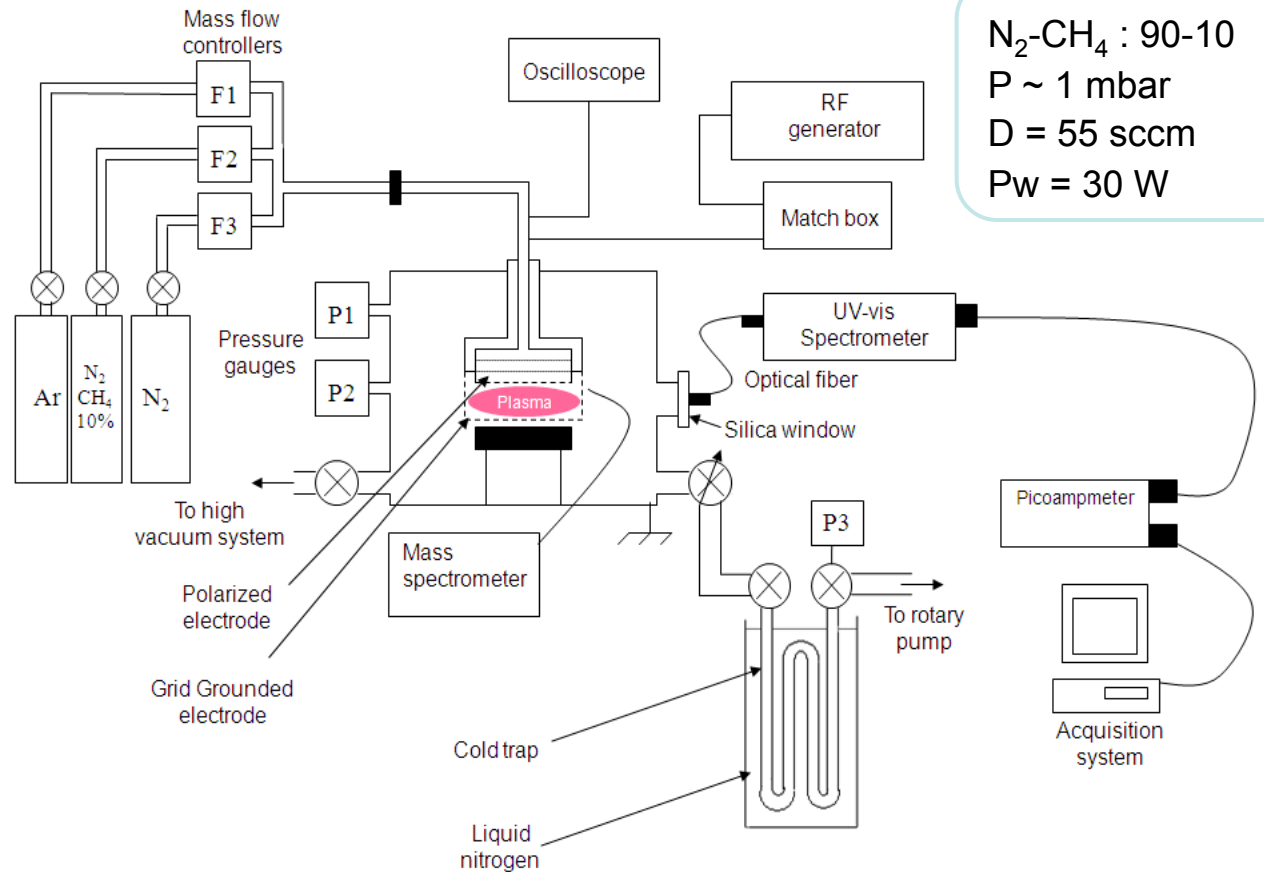 Mass flow
controllers
F1
F2
F3
Oscilloscope
RF
generator
Match box
N₂-CH₄ : 90-10
P ~ 1 mbar
D = 55 sccm
Pw = 30 W
Ar
N₂
CH₄
10%
N₂
Pressure
gauges
P1
P2
Plasma
UV-vis
Spectrometer
Optical fiber
Silica window
To high
vacuum system
Mass
spectrometer
Polarized
electrode
Grid Grounded
electrode
P3
To rotary
pump
Picoampmeter
Cold trap
Liquid
nitrogen
Acquisition
system